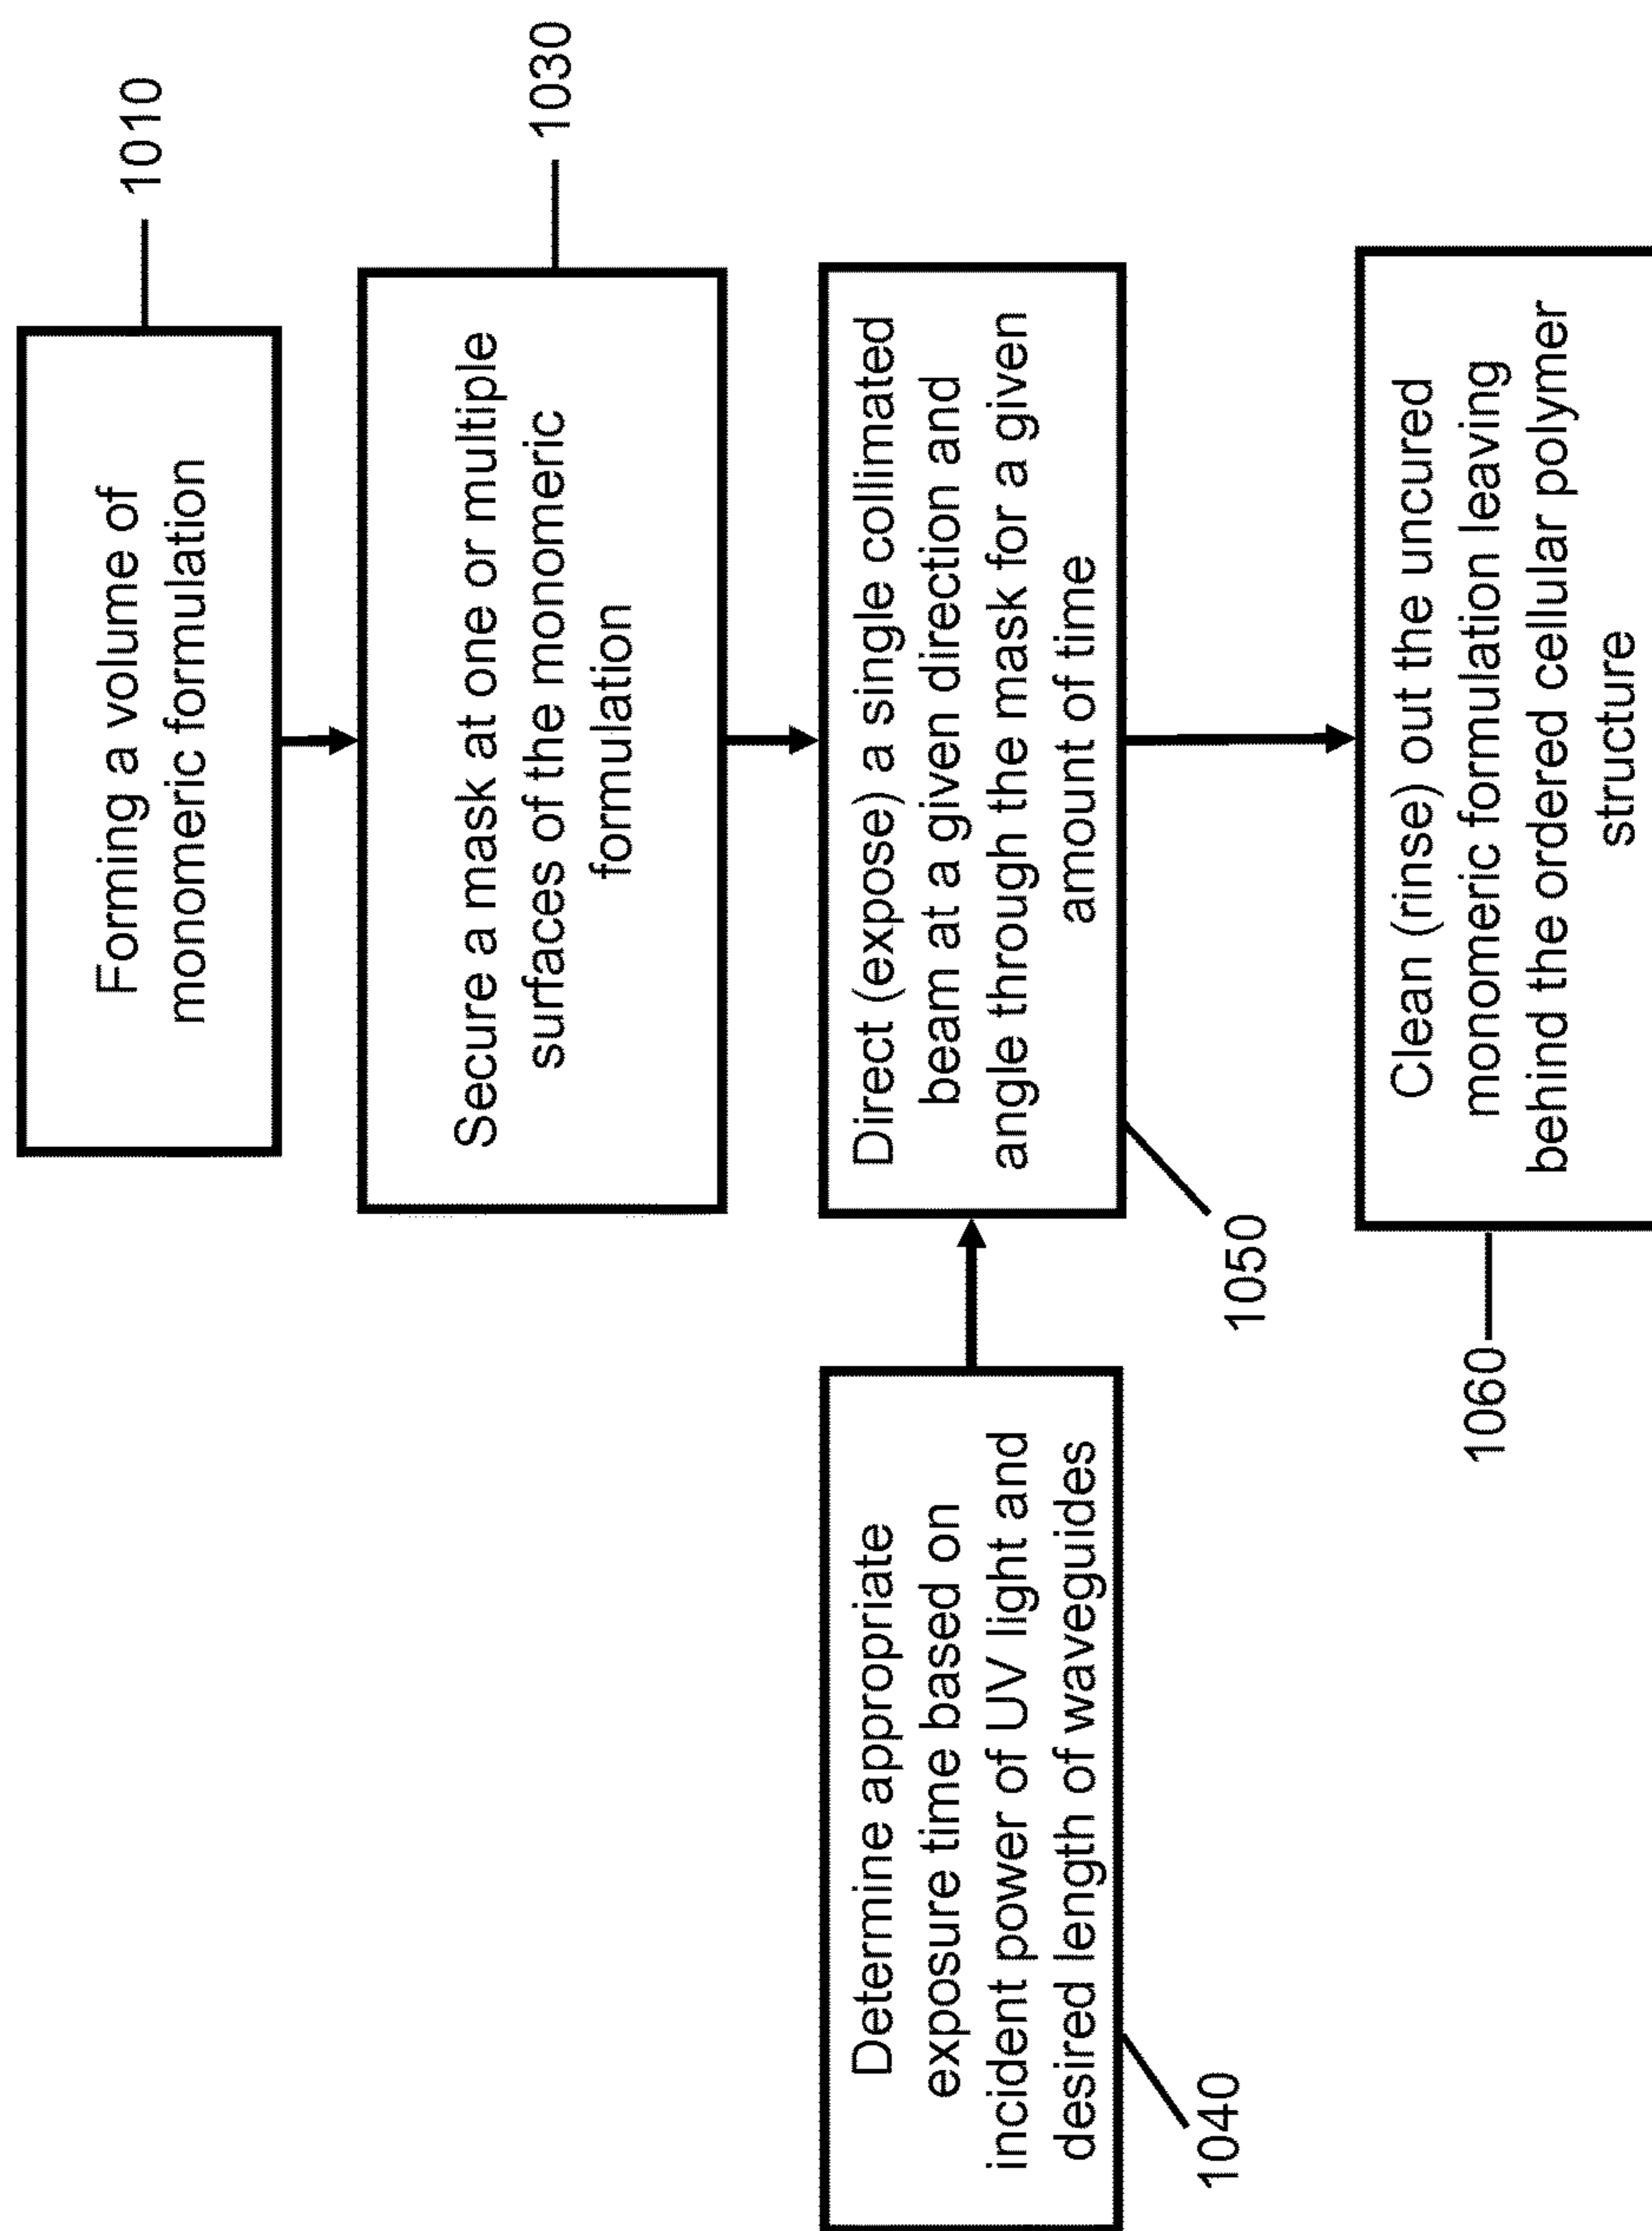 1010
Forming a volume of
monomeric formulation
1030
Secure a mask at one or multiple
surfaces of the monomeric
formulation
Determine appropriate
exposure time based on
incident power of UV light and
desired length of waveguides
1040
Direct (expose) a single collimated
beam at a given direction and
angle through the mask for a given
amount of time
1050
1060
Clean (rinse) out the uncured
monomeric formulation leaving
behind the ordered cellular polymer
structure